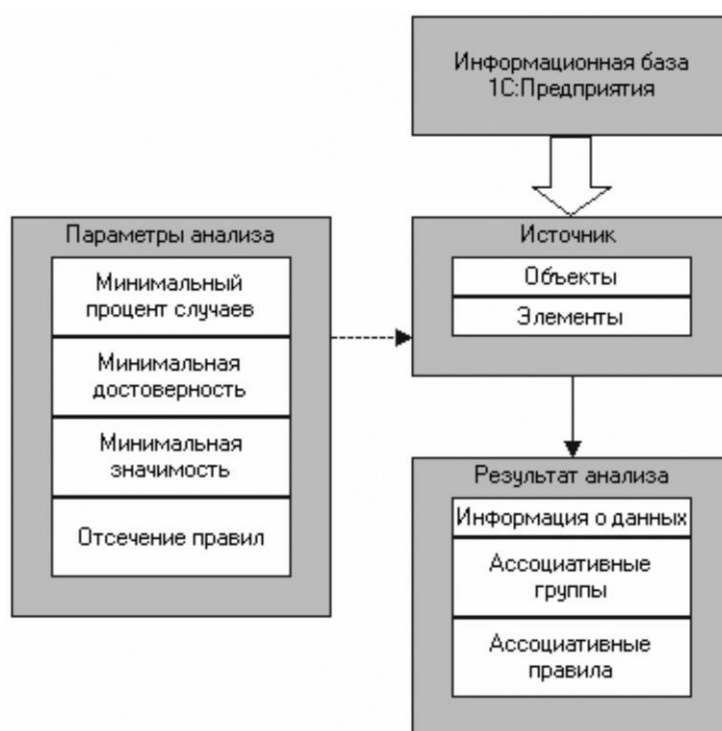 Информационная база
1С:Предприятия
Параметры анализа
Минимальный
процент случаев
Минимальная
достоверность
Минимальная
значимость
Отсечение правил
Источник
Объекты
Элементы
Результат анализа
Информация о данных
Ассоциативные
группы
Ассоциативные
правила